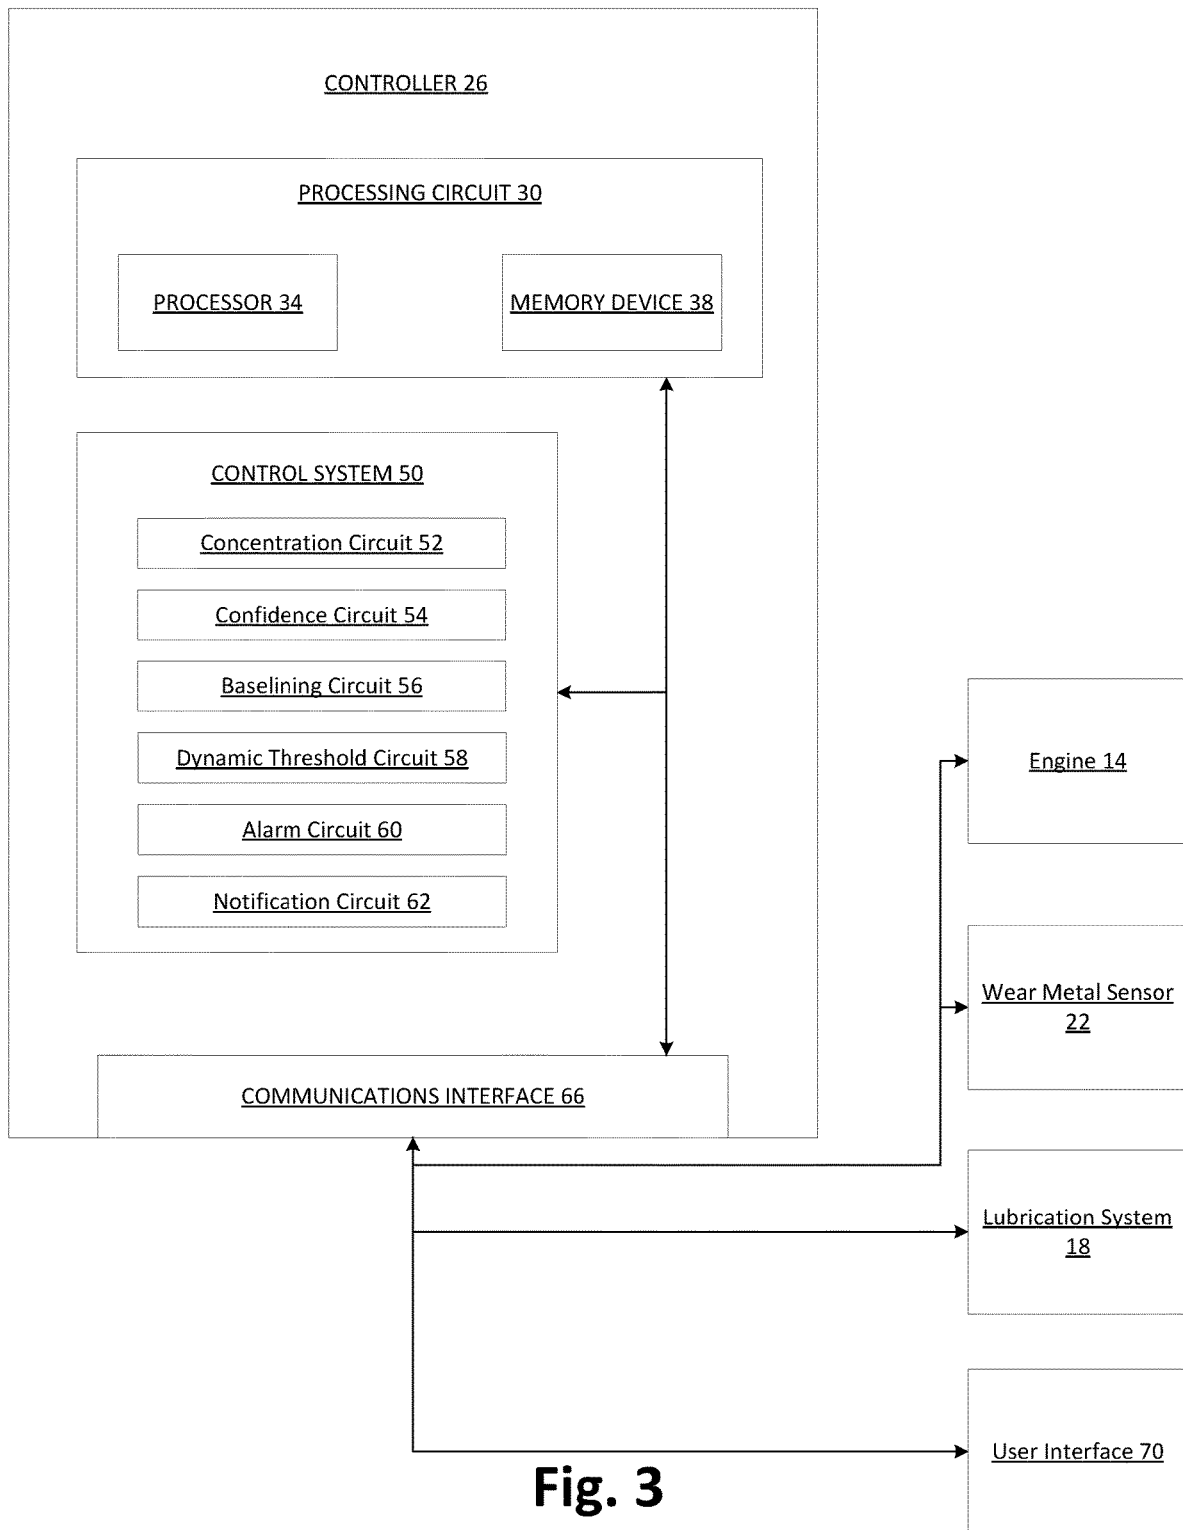 CONTROLLER 26
PROCESSING CIRCUIT 30
PROCESSOR 34
MEMORY DEVICE 38
CONTROL SYSTEM 50
Concentration Circuit 52
Confidence Circuit 54
Baselining Circuit 56
Dynamic Threshold Circuit 58
Alarm Circuit 60
Notification Circuit 62
COMMUNICATIONS INTERFACE 66
Engine 14
Wear Metal Sensor
22
Lubrication System
18
User Interface 70
Fig. 3